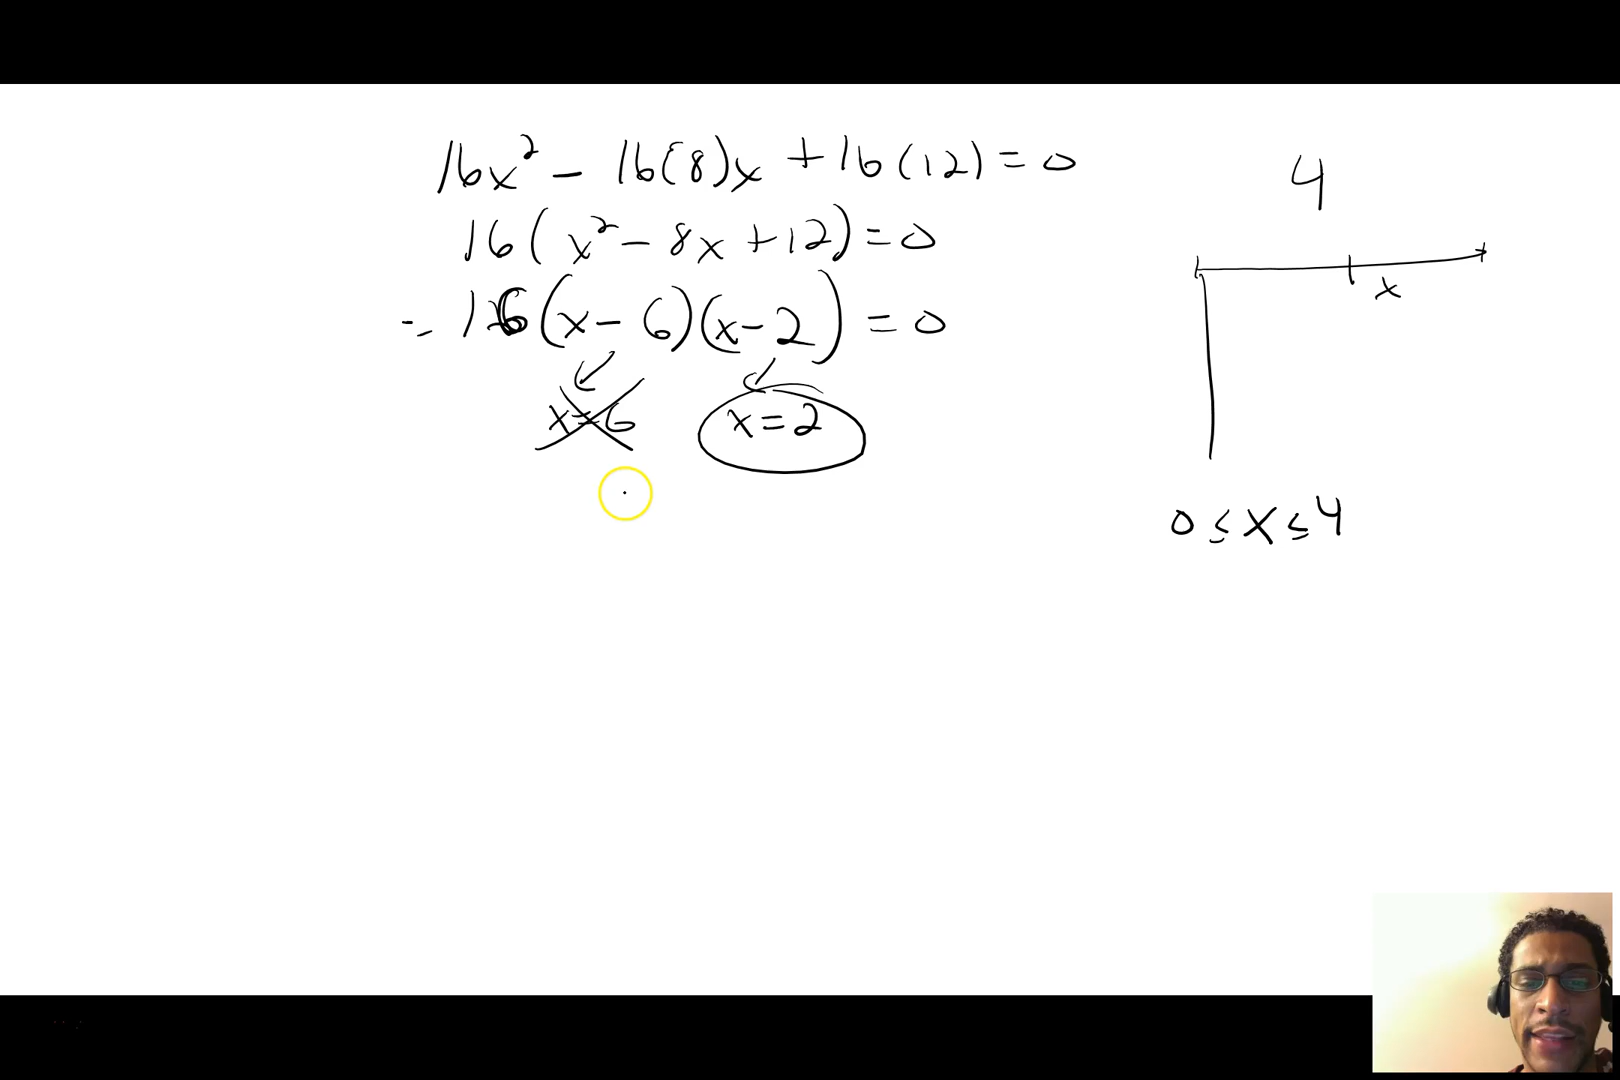 16x² - 16(8)x + 16(12) = 0
16(x² - 8x + 12) = 0
= 16(x - 6)(x - 2) = 0
x = 6 x = 2
4
x
0 ≤ x ≤ 4